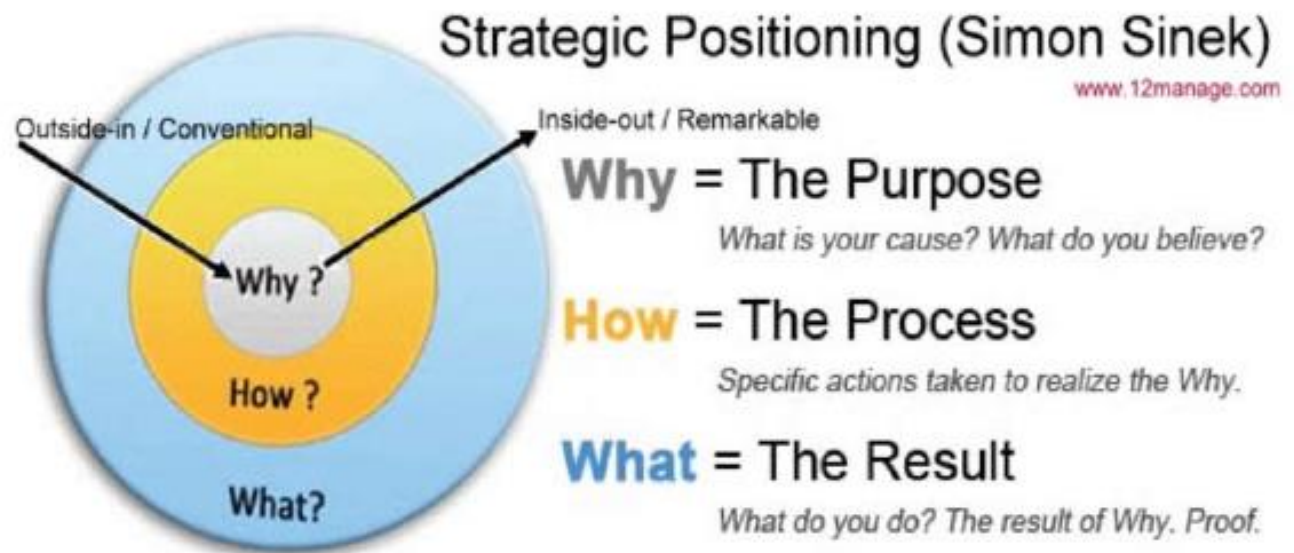 Strategic Positioning (Simon Sinek)
www.12manage.com
Outside-in / Conventional
Inside-out / Remarkable
Why ?
How ?
What?
Why = The Purpose
What is your cause? What do you believe?
How = The Process
Specific actions taken to realize the Why.
What = The Result
What do you do? The result of Why. Proof.